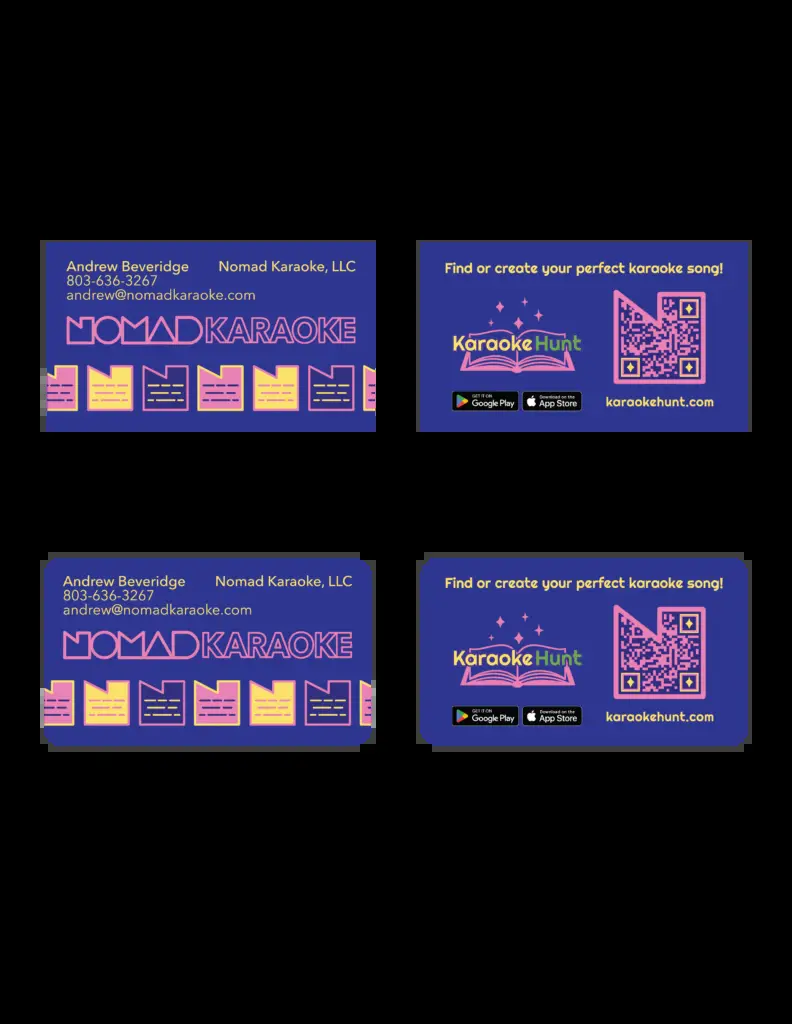 Andrew Beveridge Nomad Karaoke, LLC
803-636-3267
andrew@nomadkaraoke.com
NOMAD KARAOKE
Find or create your perfect karaoke song!
KaraokeHunt
GET IT ON
Google Play
Download on the
App Store
karaokehunt.com
Andrew Beveridge Nomad Karaoke, LLC
803-636-3267
andrew@nomadkaraoke.com
NOMAD KARAOKE
Find or create your perfect karaoke song!
KaraokeHunt
GET IT ON
Google Play
Download on the
App Store
karaokehunt.com